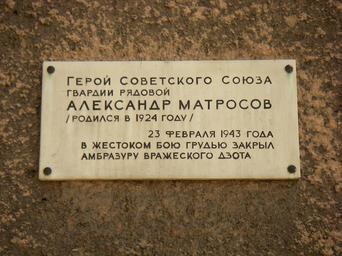 Герой Советского Союза
гвардии рядовой
АЛЕКСАНДР МАТРОСОВ
/родился в 1924 году/
23 февраля 1943 года
в жестоком бою грудью закрыл
амбразуру вражеского дзота